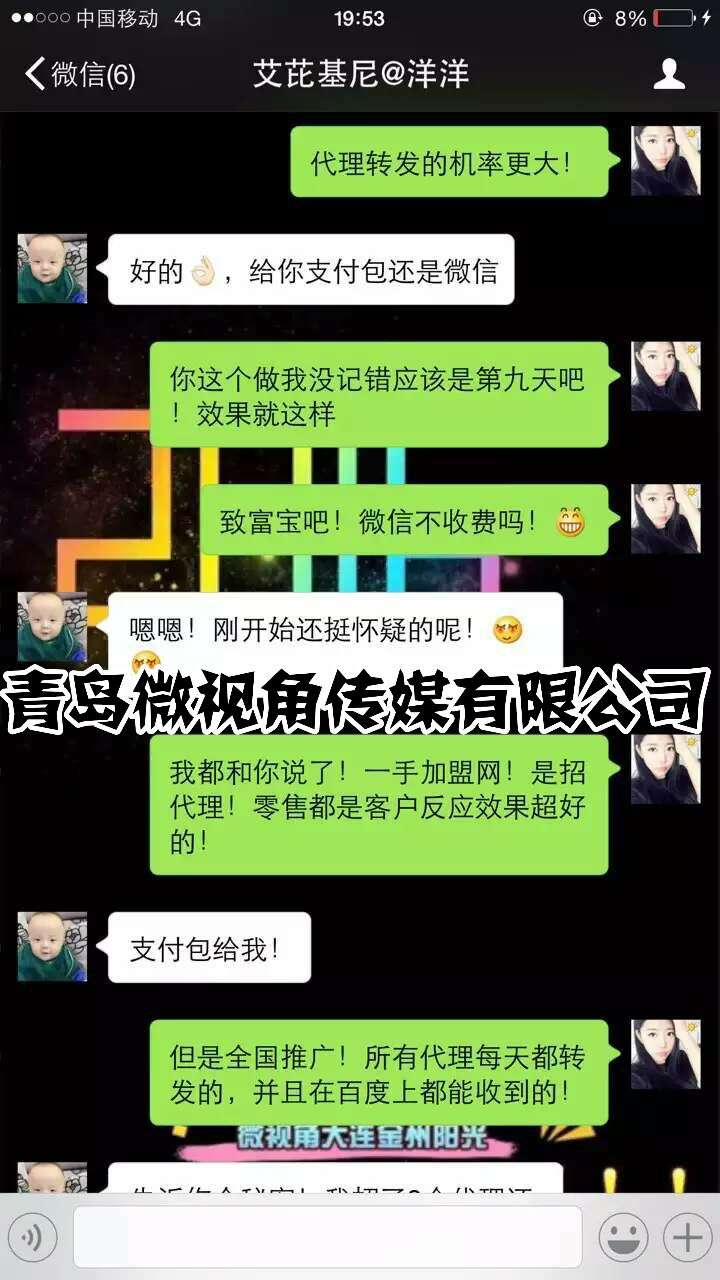 中国移动 4G 19:53 8%
微信(6) 艾芘基尼@洋洋
代理转发的机率更大！
好的👌🏻，给你支付包还是微信
你这个做我没记错应该是第九天吧
！效果就这样
致富宝吧！微信不收费吗！😁
嗯嗯！刚开始还挺怀疑的呢！
青岛微视角传媒有限公司
我都和你说了！一手加盟网！是招
代理！零售都是客户反应效果超好
的！
支付包给我！
但是全国推广！所有代理每天都转
发的，并且在百度上都能收到的！
微视角大连金州阳光